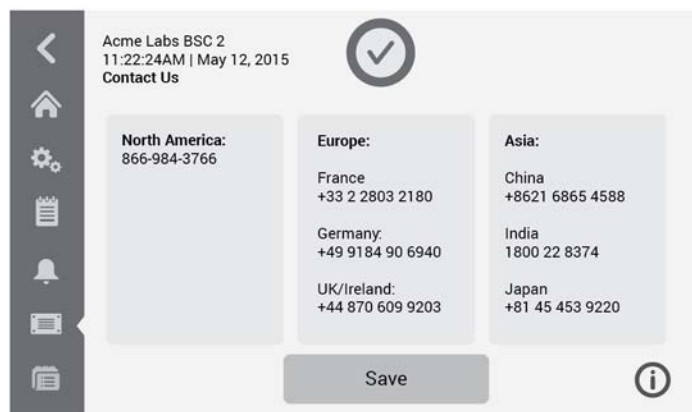 Acme Labs BSC 2
11:22:24AM | May 12, 2015
Contact Us
North America:
866-984-3766
Europe:
France
+33 2 2803 2180
Germany:
+49 9184 90 6940
UK/Ireland:
+44 870 609 9203
Asia:
China
+8621 6865 4588
India
1800 22 8374
Japan
+81 45 453 9220
Save